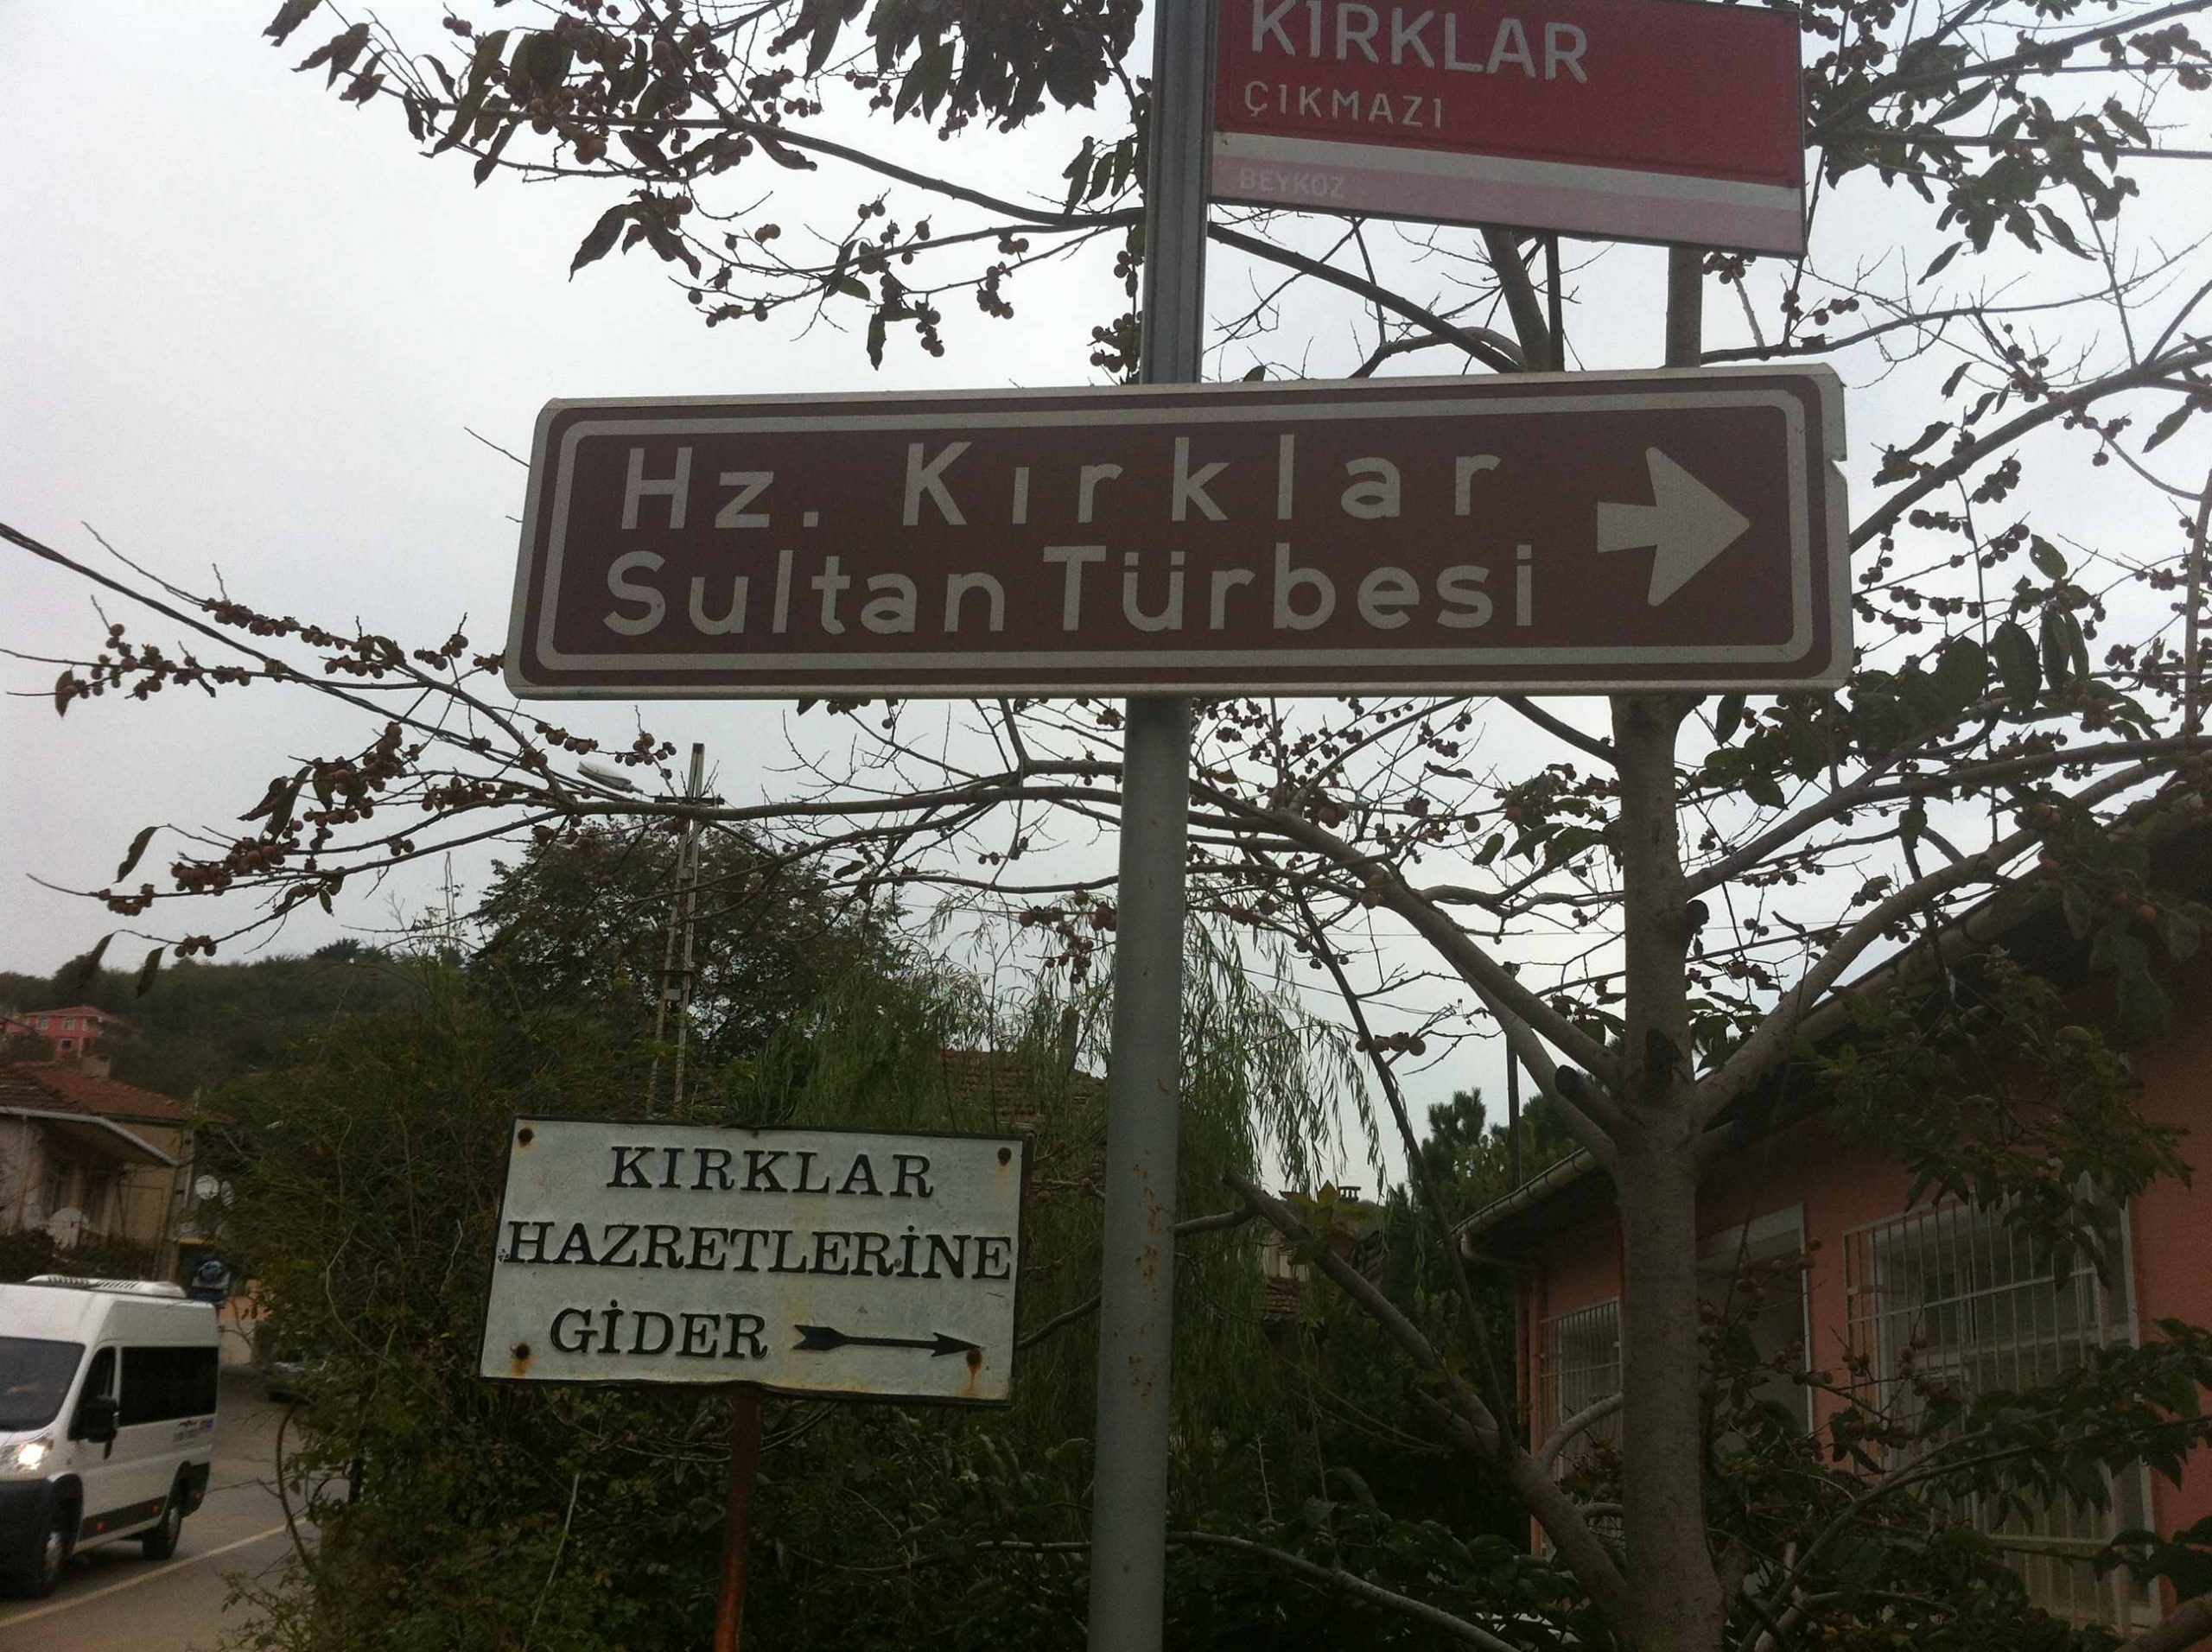 KIRKLAR
ÇIKMAZI
BEYKOZ
Hz. Kırklar
Sultan Türbesi
KIRKLAR
HAZRETLERİNE
GİDER